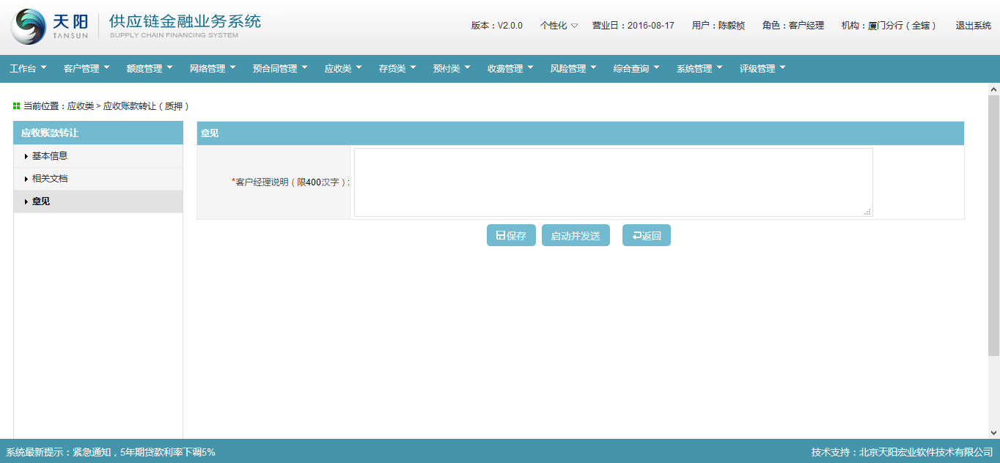 天阳 供应链金融业务系统
TANSUN SUPPLY CHAIN FINANCING SYSTEM
版本：V2.0.0 个性化 营业日：2016-08-17 用户：陈毅桢 角色：客户经理 机构：厦门分行（全辖） 退出系统
工作台 客户管理 额度管理 网络管理 预合同管理 应收类 存货类 预付类 收费管理 风险管理 综合查询 系统管理 评级管理
当前位置：应收类 > 应收账款转让（质押）
应收账款转让
基本信息
相关文档
意见
意见
*客户经理说明（限400汉字）:
保存 启动并发送 返回
系统最新提示：紧急通知，5年期贷款利率下调5% 技术支持：北京天阳宏业软件技术有限公司